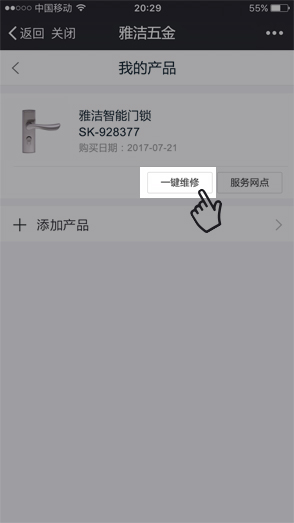 中国移动 20:29 55%
返回 关闭 雅洁五金
我的产品
雅洁智能门锁
SK-928377
购买日期：2017-07-21
一键维修 服务网点
添加产品